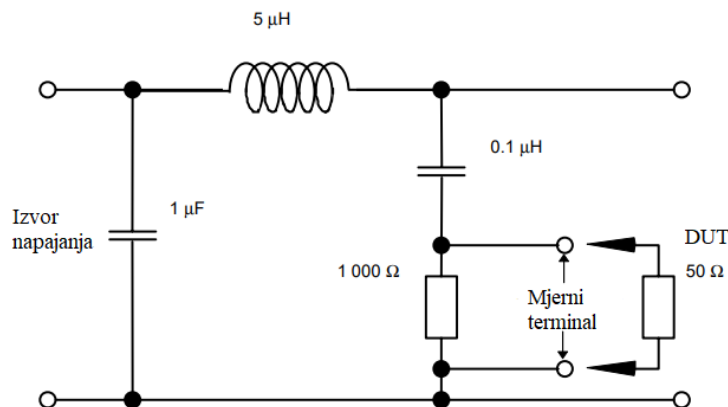 5 μH
0.1 μH
Izvor
napajanja
1 μF
1 000 Ω
Mjerni
terminal
DUT
50 Ω